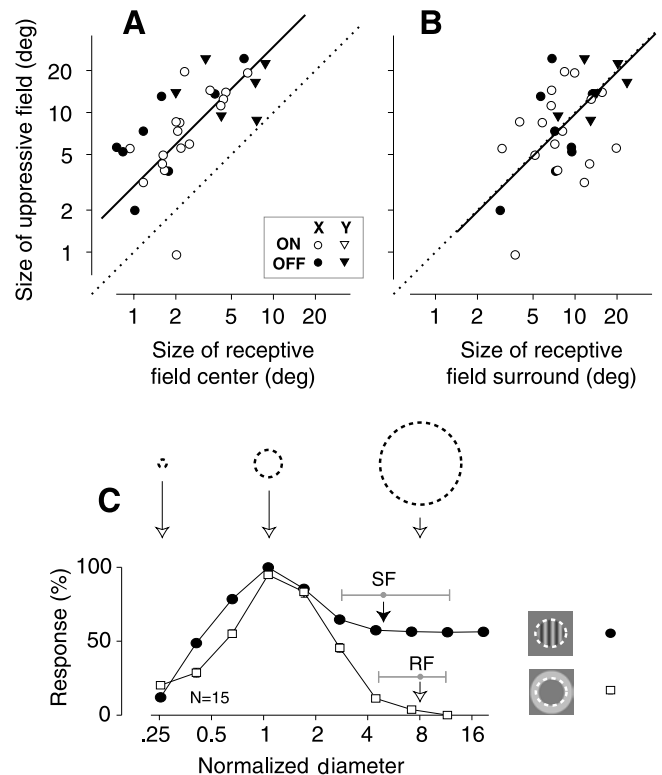 A
B
Size of uppressive field (deg)
20
10
5
2
1
X Y
ON
OFF
1 2 5 10 20
1 2 5 10 20
Size of receptive
field center (deg)
Size of receptive
field surround (deg)
C
Response (%)
100
50
0
SF
RF
N=15
.25 0.5 1 2 4 8 16
Normalized diameter